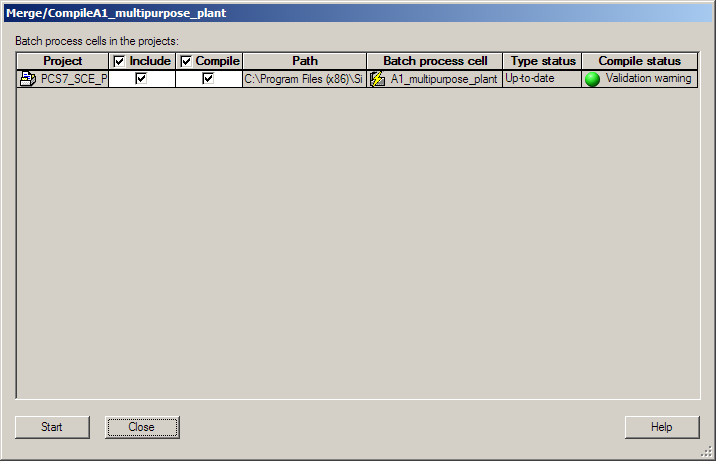 Merge/CompileA1_multipurpose_plant
Batch process cells in the projects:
Project Include Compile Path Batch process cell Type status Compile status
PCS7_SCE_P C:\Program Files (x86)\Si A1_multipurpose_plant Up-to-date Validation warning
Start Close Help